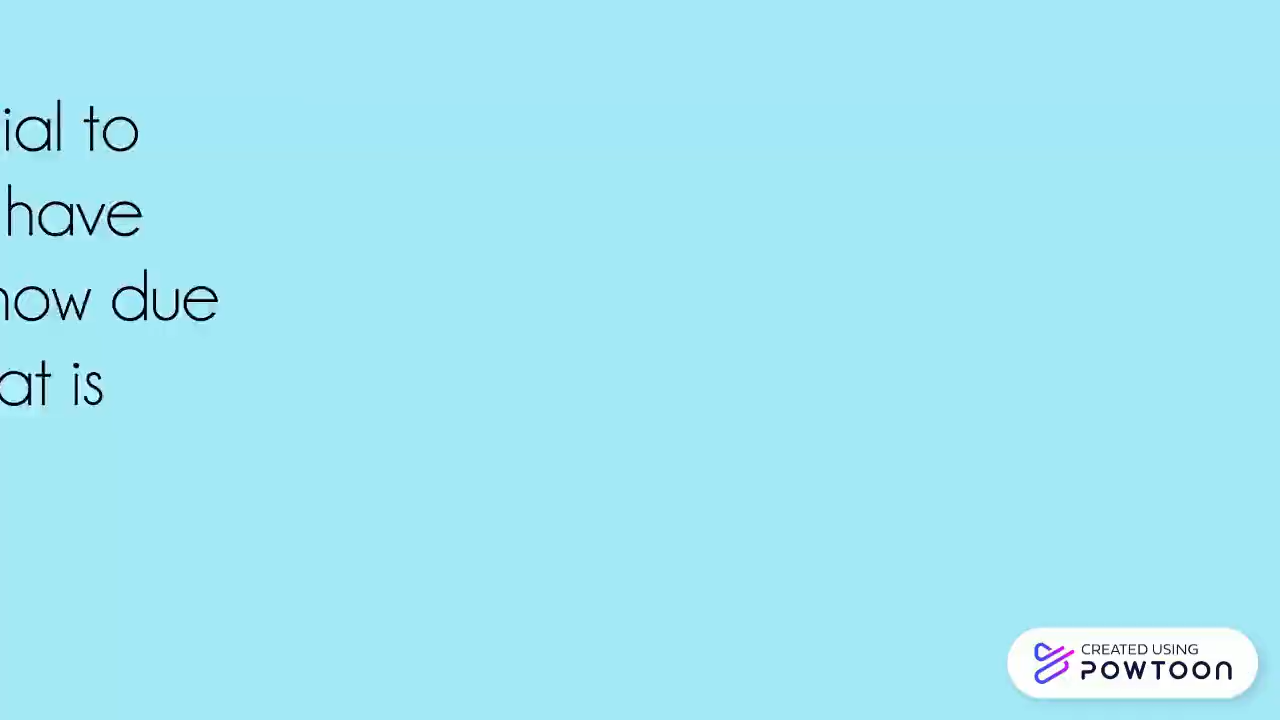 ial to
have
now due
at is
CREATED USING
POWTOON